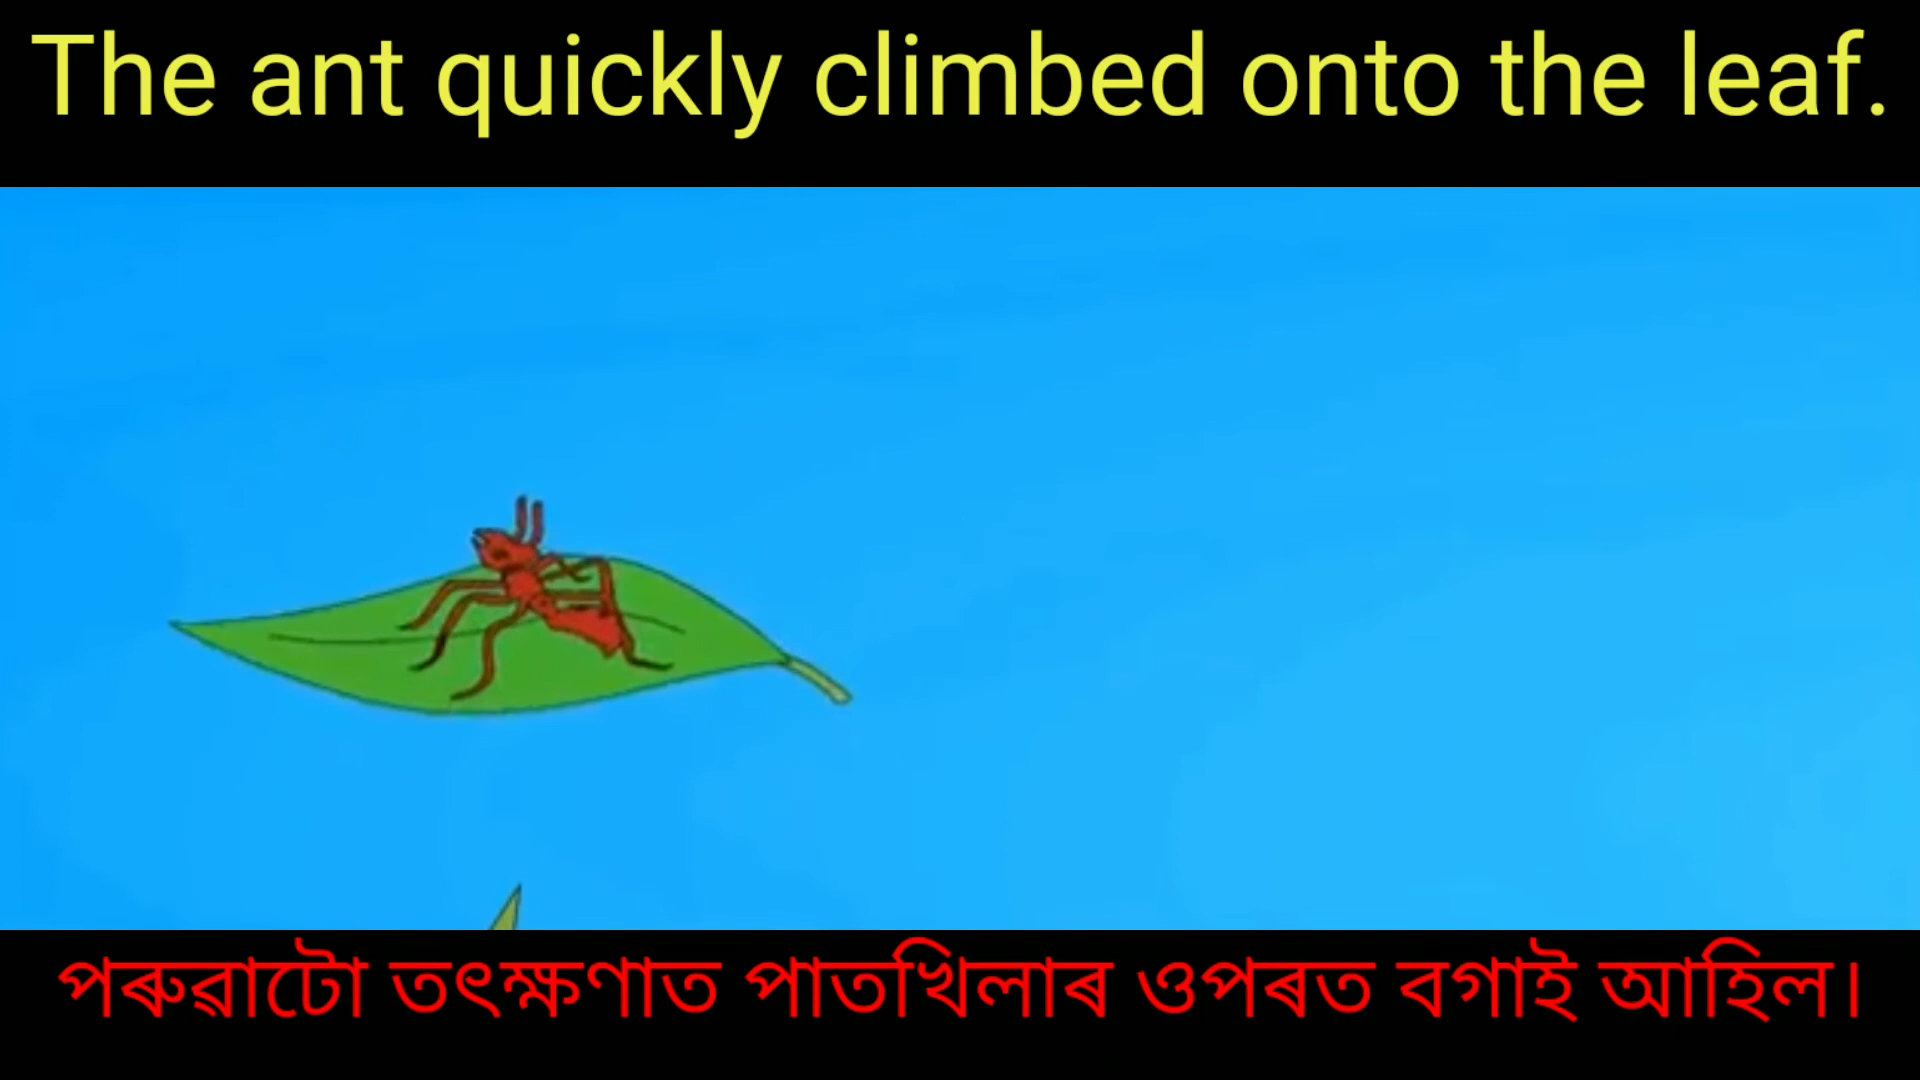 The ant quickly climbed onto the leaf.
পৰুৱাটো তৎক্ষণাত পাতখিলাৰ ওপৰত বগাই আহিল।